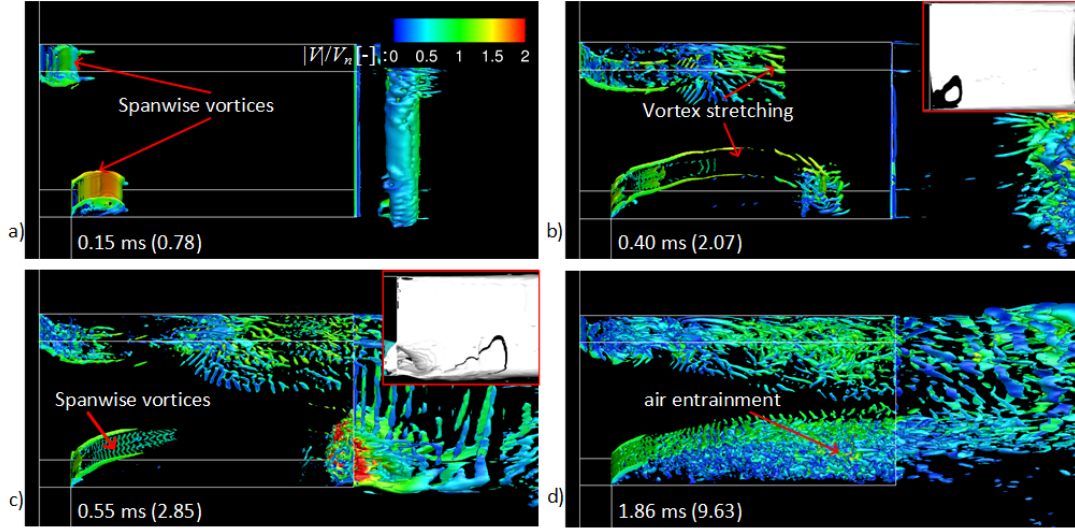 |V|/Vn[-] :0 0.5 1 1.5 2
Spanwise vortices
a)
0.15 ms (0.78)
Vortex stretching
b)
0.40 ms (2.07)
Spanwise vortices
c)
0.55 ms (2.85)
air entrainment
d)
1.86 ms (9.63)